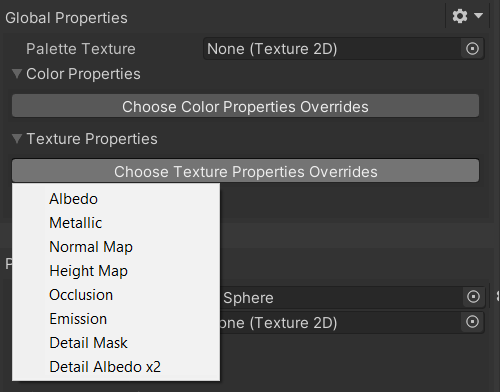 Global Properties
Palette Texture None (Texture 2D)
Color Properties
Choose Color Properties Overrides
Texture Properties
Choose Texture Properties Overrides
Albedo
Metallic
Normal Map
Height Map
Occlusion
Emission
Detail Mask
Detail Albedo x2
Sphere
(Texture 2D)